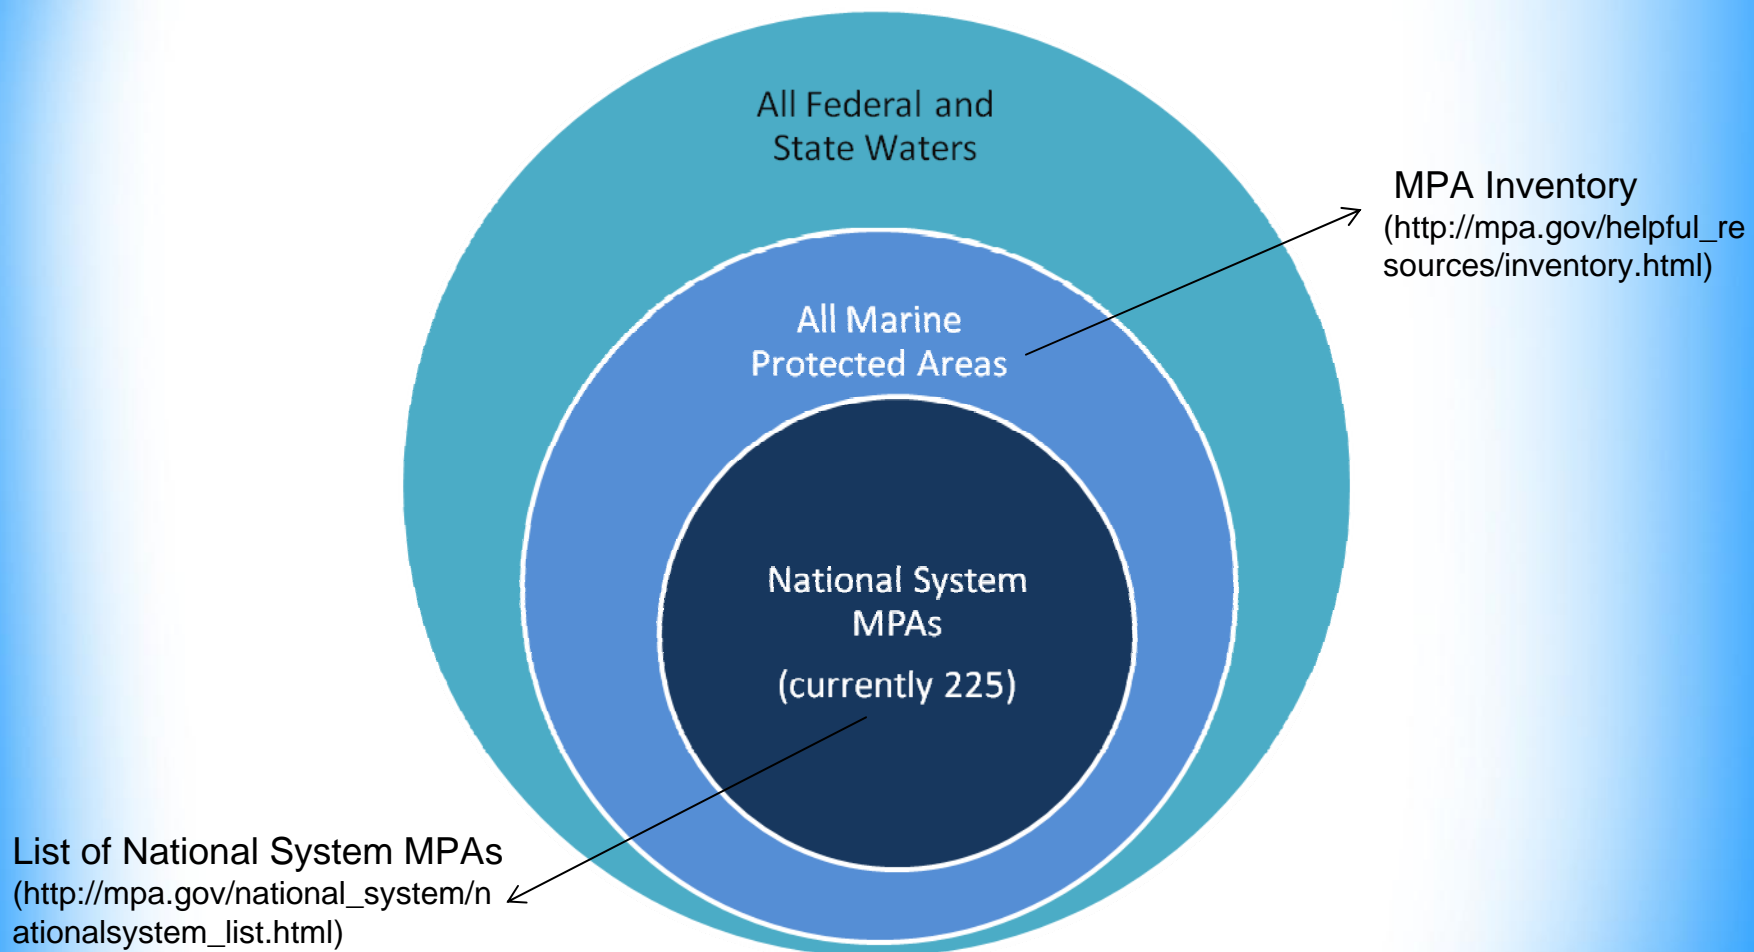 All Federal and
State Waters
MPA Inventory
(http://mpa.gov/helpful_re
sources/inventory.html)
All Marine
Protected Areas
National System
MPAs
(currently 225)
List of National System MPAs
(http://mpa.gov/national_system/n
ationalsystem_list.html)